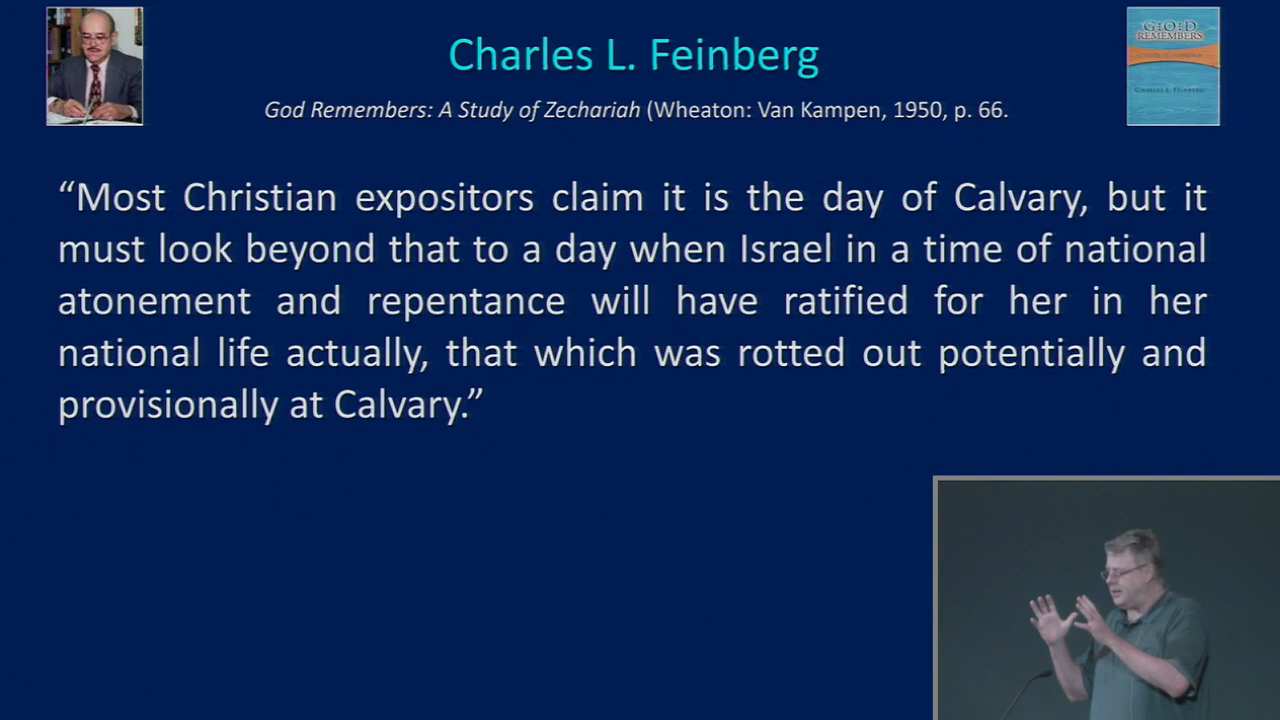 Charles L. Feinberg
God Remembers: A Study of Zechariah (Wheaton: Van Kampen, 1950, p. 66.
G·O·D
REMEMBERS
CHARLES L. FEINBERG
“Most Christian expositors claim it is the day of Calvary, but it
must look beyond that to a day when Israel in a time of national
atonement and repentance will have ratified for her in her
national life actually, that which was rotted out potentially and
provisionally at Calvary.”